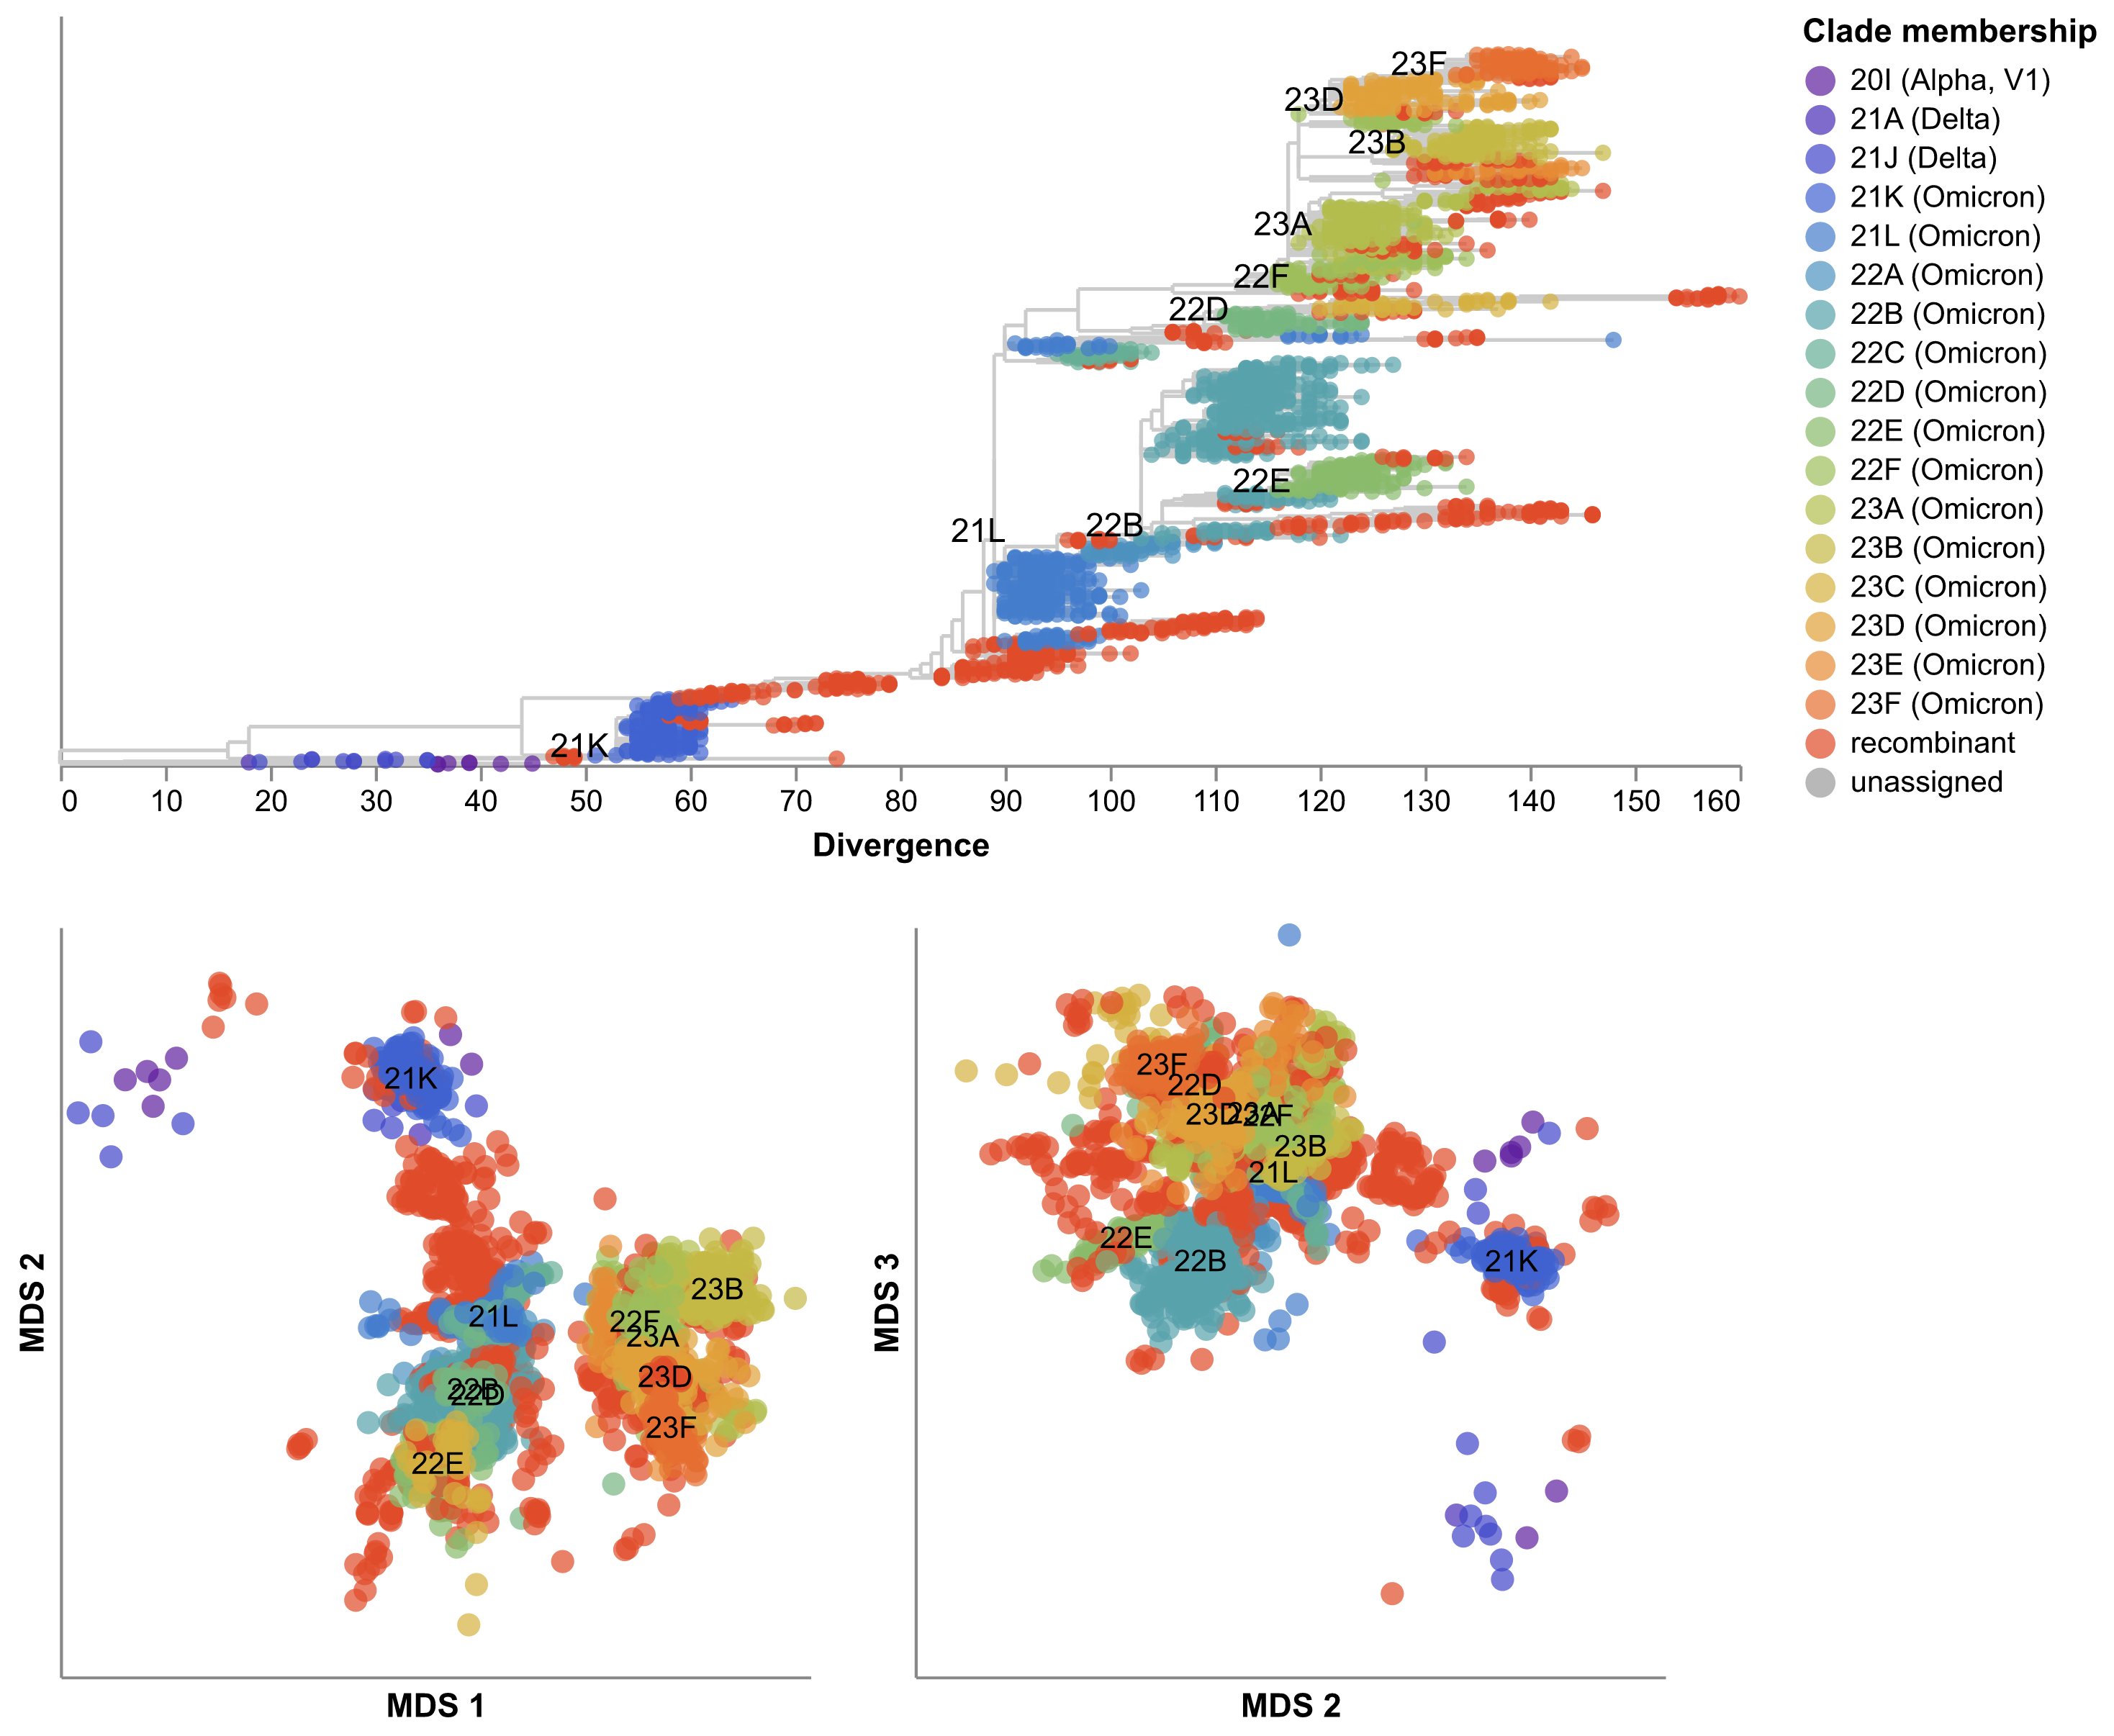 Clade membership
20I (Alpha, V1)
21A (Delta)
21J (Delta)
21K (Omicron)
21L (Omicron)
22A (Omicron)
22B (Omicron)
22C (Omicron)
22D (Omicron)
22E (Omicron)
22F (Omicron)
23A (Omicron)
23B (Omicron)
23C (Omicron)
23D (Omicron)
23E (Omicron)
23F (Omicron)
recombinant
unassigned
23F
23D
23B
23A
22F
22D
22E
22B
21L
21K
0 10 20 30 40 50 60 70 80 90 100 110 120 130 140 150 160
Divergence
MDS 2
21K
21L
23B
22F
23A
23D
22B
22D
23F
22E
MDS 1
MDS 3
23F
22D
23D
23A
22F
23B
21L
22E
22B
21K
MDS 2